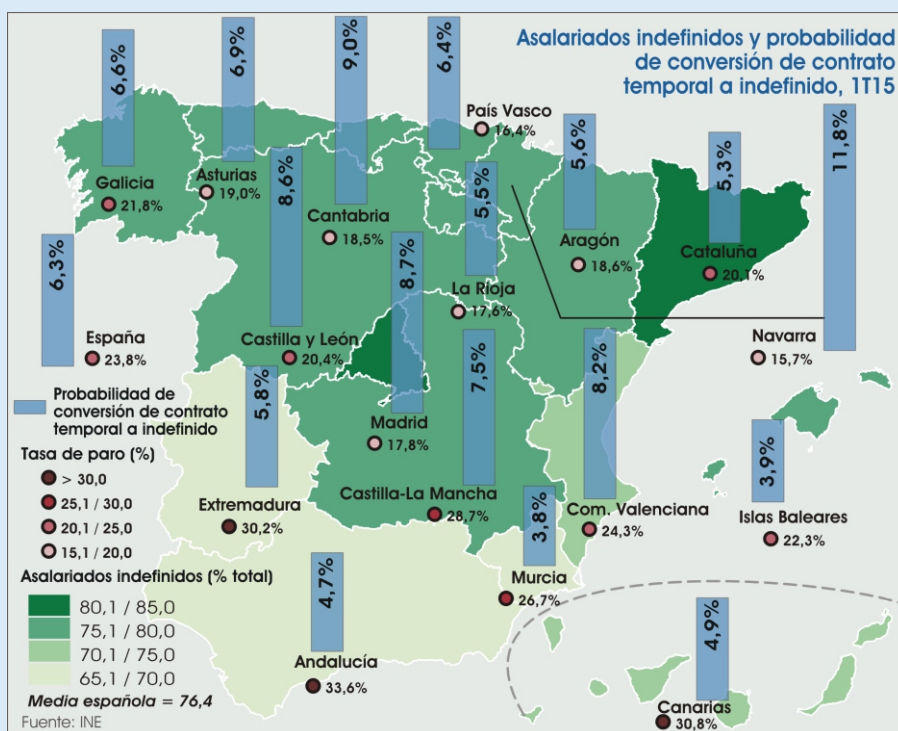 Asalariados indefinidos y probabilidad
de conversión de contrato
temporal a indefinido, 1T15
6,6%
6,9%
9,0%
6,4%
País Vasco
16,4%
5,6%
5,3%
11,8%
Galicia
21,8%
Asturias
19,0%
8,6%
Cantabria
18,5%
5,5%
Aragón
18,6%
Cataluña
20,1%
6,3%
8,7%
La Rioja
17,6%
España
23,8%
Castilla y León
20,4%
7,5%
8,2%
Navarra
15,7%
Probabilidad de
conversión de contrato
temporal a indefinido
5,8%
Madrid
17,8%
3,9%
Tasa de paro (%)
> 30,0
25,1 / 30,0
20,1 / 25,0
15,1 / 20,0
Extremadura
30,2%
Castilla-La Mancha
28,7%
3,8%
Com. Valenciana
24,3%
Islas Baleares
22,3%
Asalariados indefinidos (% total)
80,1 / 85,0
75,1 / 80,0
70,1 / 75,0
65,1 / 70,0
Media española = 76,4
Fuente: INE
4,7%
Murcia
26,7%
4,9%
Andalucía
33,6%
Canarias
30,8%